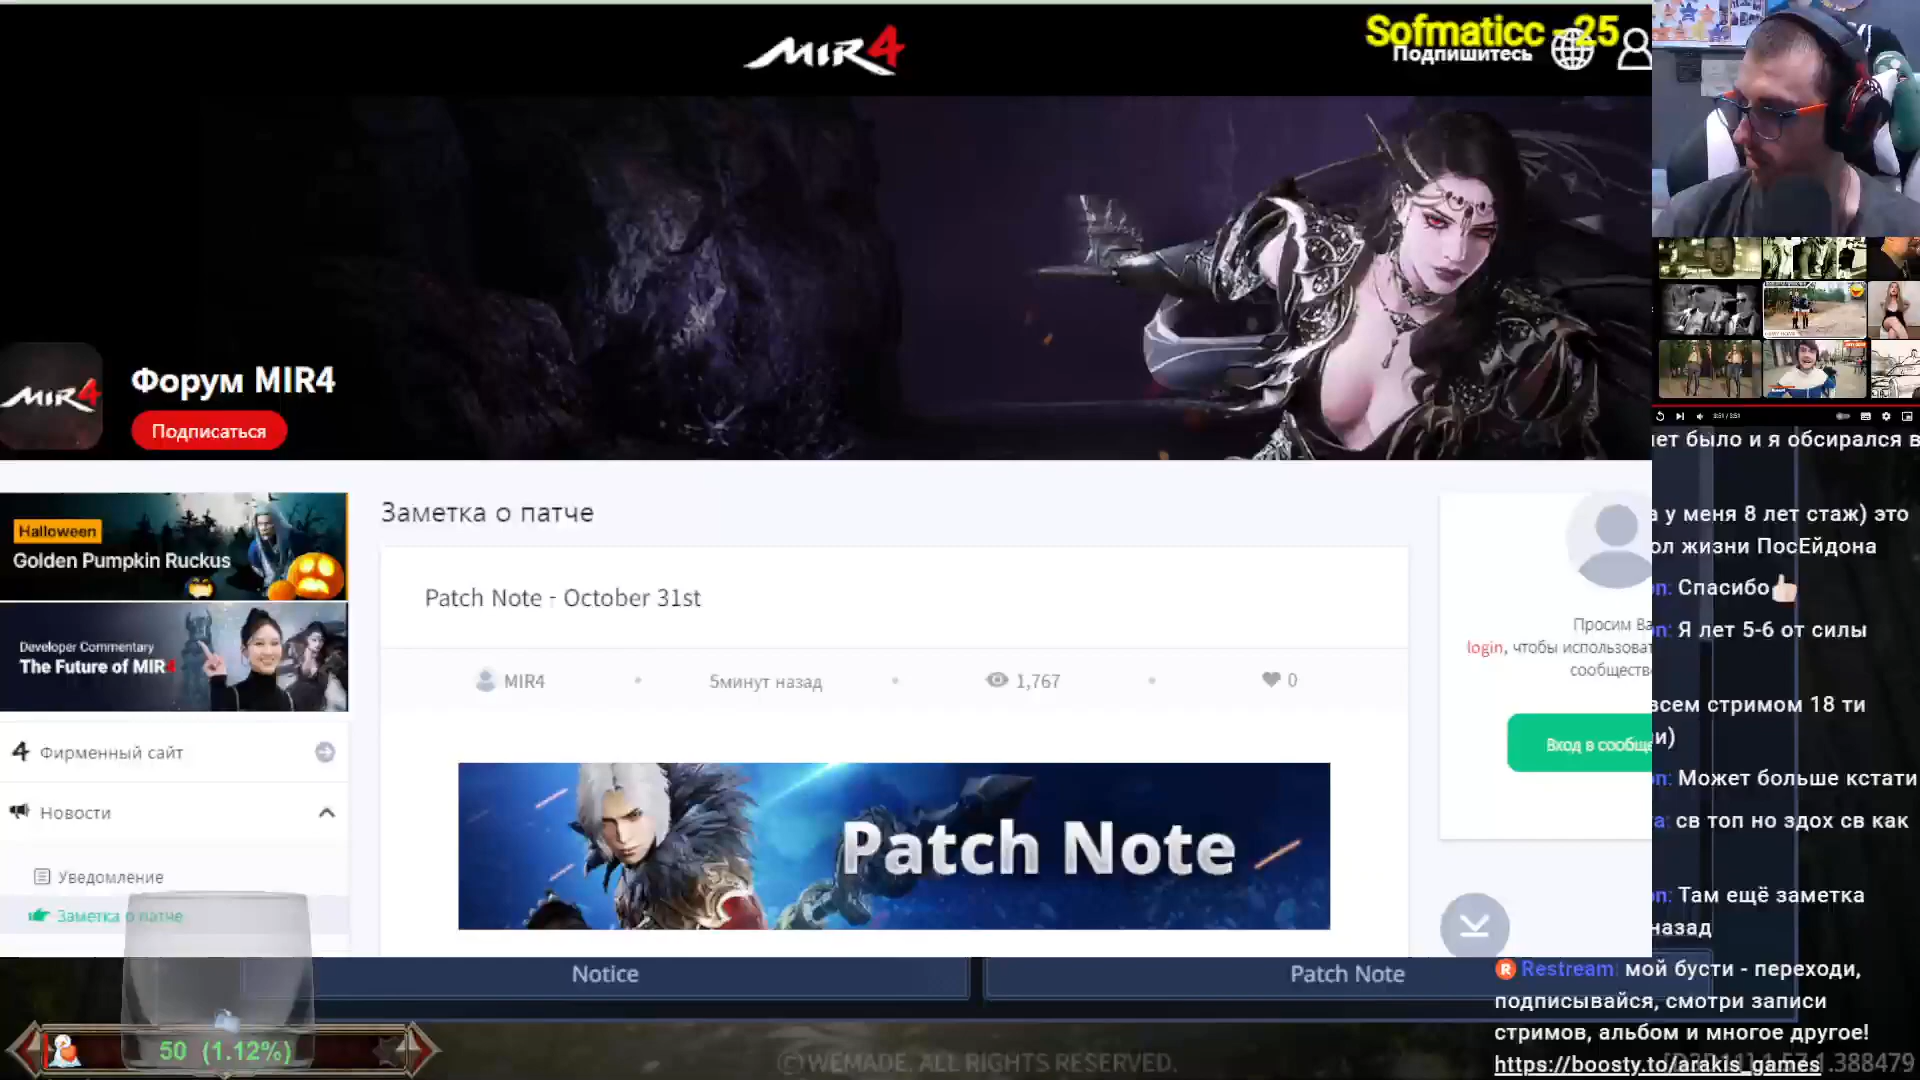 MIR4
Sofmaticc - 25
Подпишитесь
MIR4
Форум MIR4
Подписаться
Halloween
Golden Pumpkin Ruckus
Developer Commentary
The Future of MIR4
4 Фирменный сайт
Новости
Уведомление
Заметка о патче
Заметка о патче
Patch Note - October 31st
MIR4
5минут назад
1,767
0
Patch Note
Просим Ва
login, чтобы использоват
сообществ
Вход в сообще
Notice
Patch Note
лет было и я обсирался в
а у меня 8 лет стаж) это
ол жизни ПосЕйдона
n: Спасибо
n: Я лет 5-6 от силы
всем стримом 18 ти
и)
n: Может больше кстати
а: св топ но здох св как
n: Там ещё заметка
назад
Restream: мой бусти - переходи,
подписывайся, смотри записи
стримов, альбом и многое другое!
https://boosty.to/arakis_games
50 (1.12%)
©WEMADE. ALL RIGHTS RESERVED.
1.388479